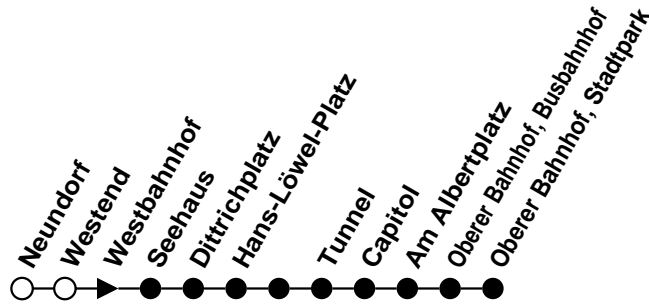 Neundorf
Westend
Westbahnhof
Seehaus
Dittrichplatz
Hans-Löwel-Platz
Tunnel
Capitol
Am Albertplatz
Oberer Bahnhof, Busbahnhof
Oberer Bahnhof, Stadtpark